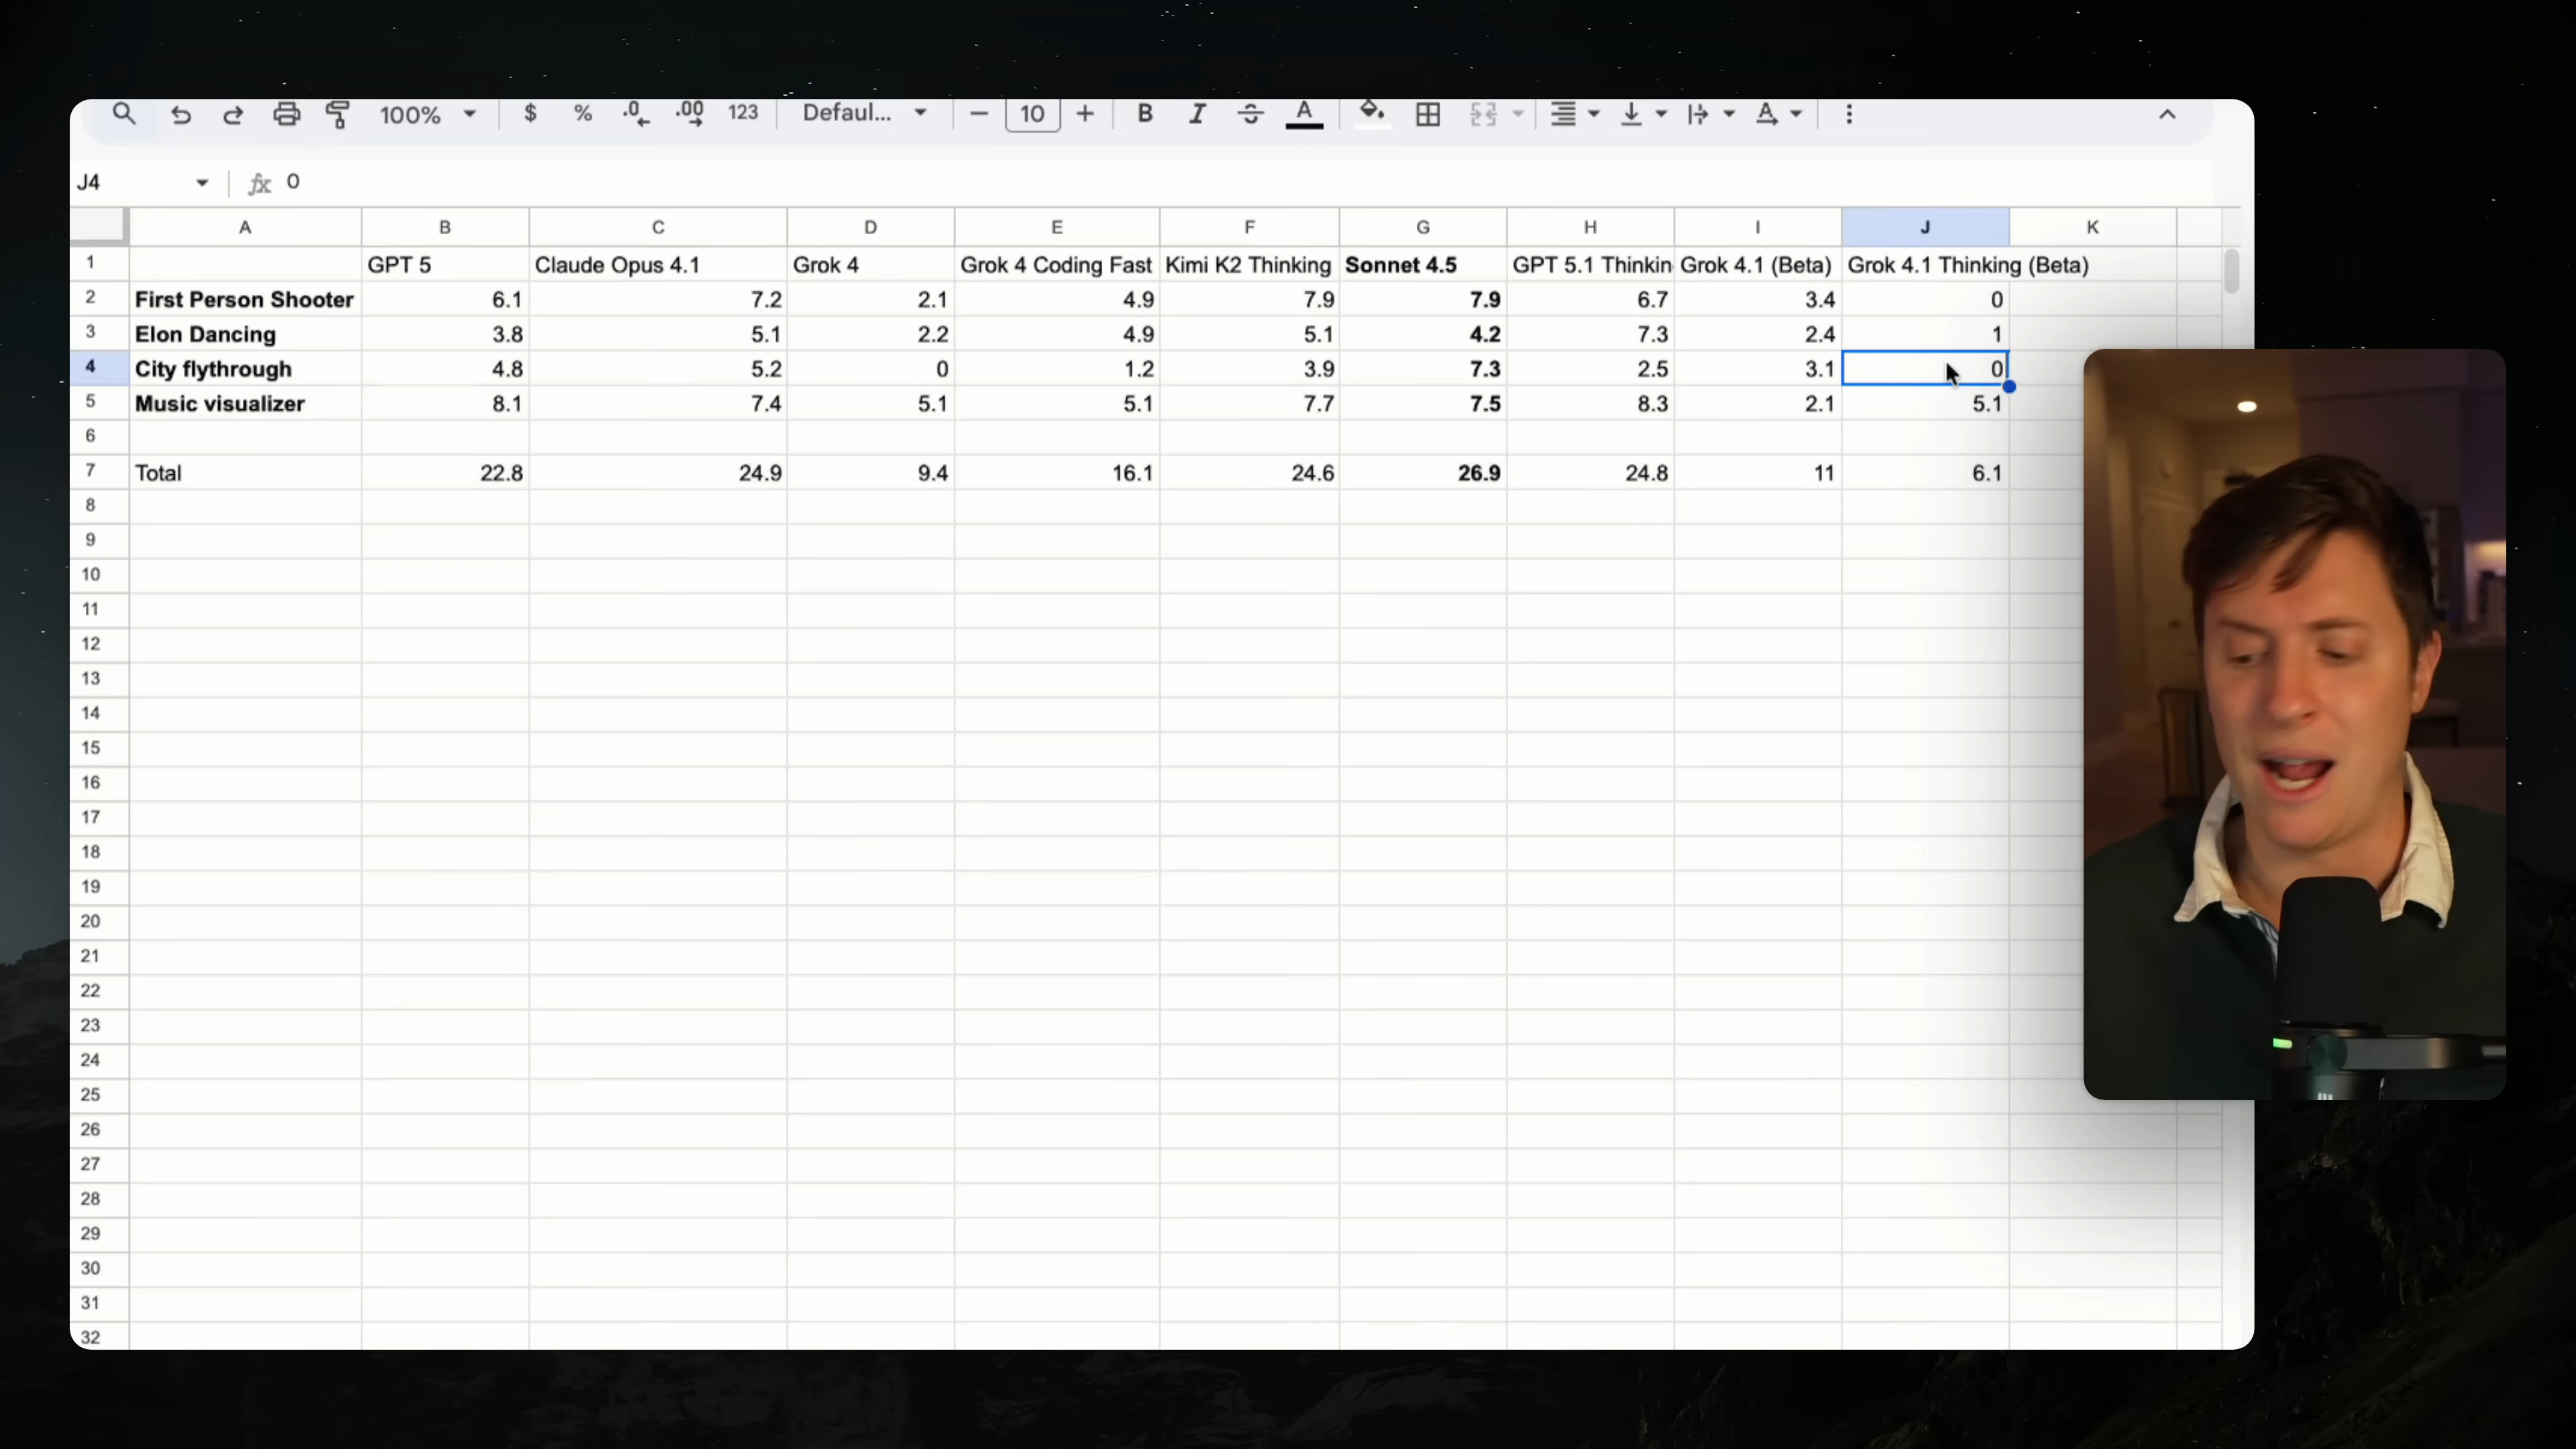 100% $ % .0 .00 123 Defaul... 10 B I S A A
J4 fx 0
A B C D E F G H I J K
1 GPT 5 Claude Opus 4.1 Grok 4 Grok 4 Coding Fast Kimi K2 Thinking Sonnet 4.5 GPT 5.1 Thinkin Grok 4.1 (Beta) Grok 4.1 Thinking (Beta)
2 First Person Shooter 6.1 7.2 2.1 4.9 7.9 7.9 6.7 3.4 0
3 Elon Dancing 3.8 5.1 2.2 4.9 5.1 4.2 7.3 2.4 1
4 City flythrough 4.8 5.2 0 1.2 3.9 7.3 2.5 3.1 0
5 Music visualizer 8.1 7.4 5.1 5.1 7.7 7.5 8.3 2.1 5.1
6
7 Total 22.8 24.9 9.4 16.1 24.6 26.9 24.8 11 6.1
8
9
10
11
12
13
14
15
16
17
18
19
20
21
22
23
24
25
26
27
28
29
30
31
32